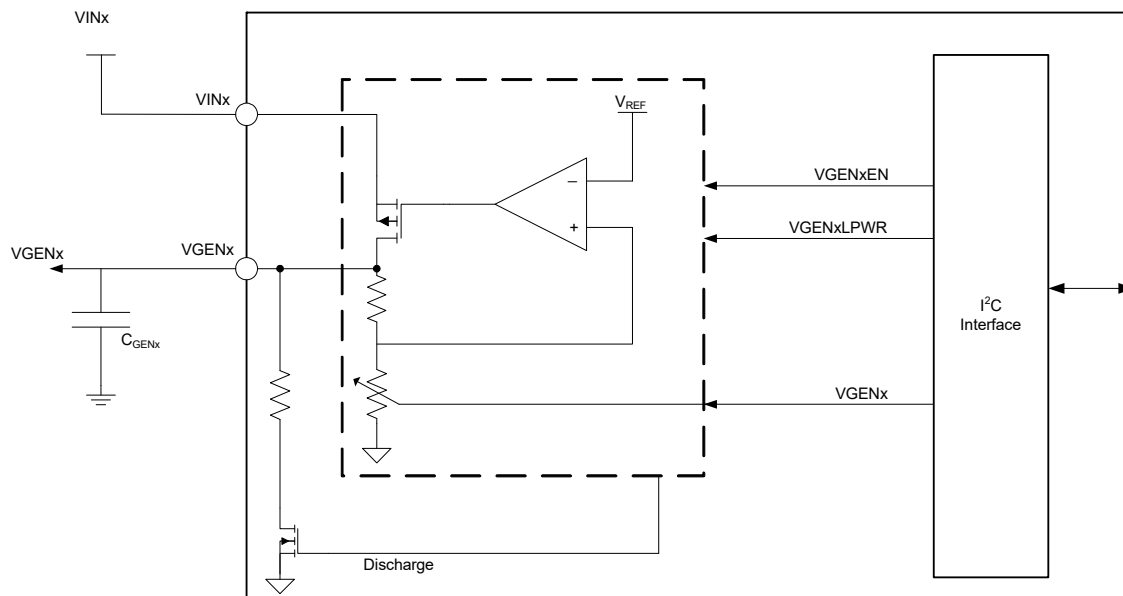 VINx
VINx
VREF
−
+
VGENxEN
VGENxLPWR
VGENx
VGENx
CGENx
I²C
Interface
VGENx
Discharge